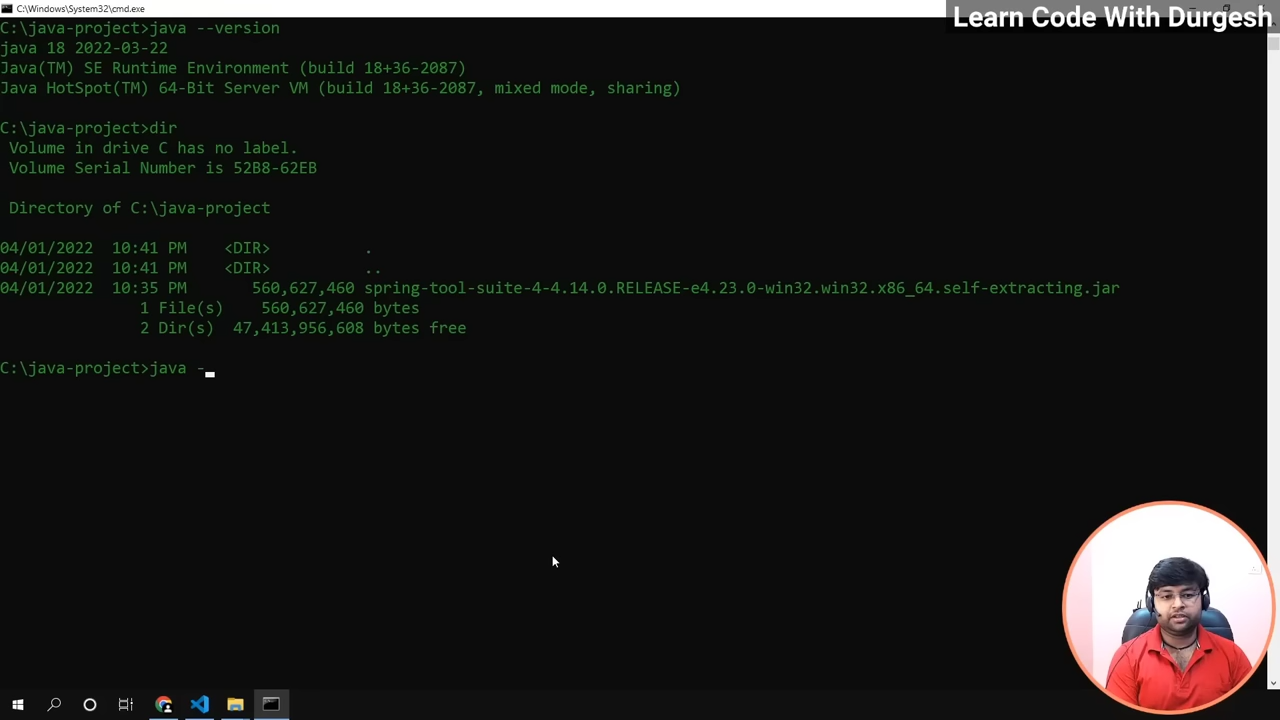 C:\Windows\System32\cmd.exe
Learn Code With Durgesh
C:\java-project>java --version
java 18 2022-03-22
Java(TM) SE Runtime Environment (build 18+36-2087)
Java HotSpot(TM) 64-Bit Server VM (build 18+36-2087, mixed mode, sharing)
C:\java-project>dir
Volume in drive C has no label.
Volume Serial Number is 52B8-62EB
Directory of C:\java-project
04/01/2022  10:41 PM    <DIR>          .
04/01/2022  10:41 PM    <DIR>          ..
04/01/2022  10:35 PM       560,627,460 spring-tool-suite-4-4.14.0.RELEASE-e4.23.0-win32.win32.x86_64.self-extracting.jar
1 File(s)    560,627,460 bytes
2 Dir(s)  47,413,956,608 bytes free
C:\java-project>java -